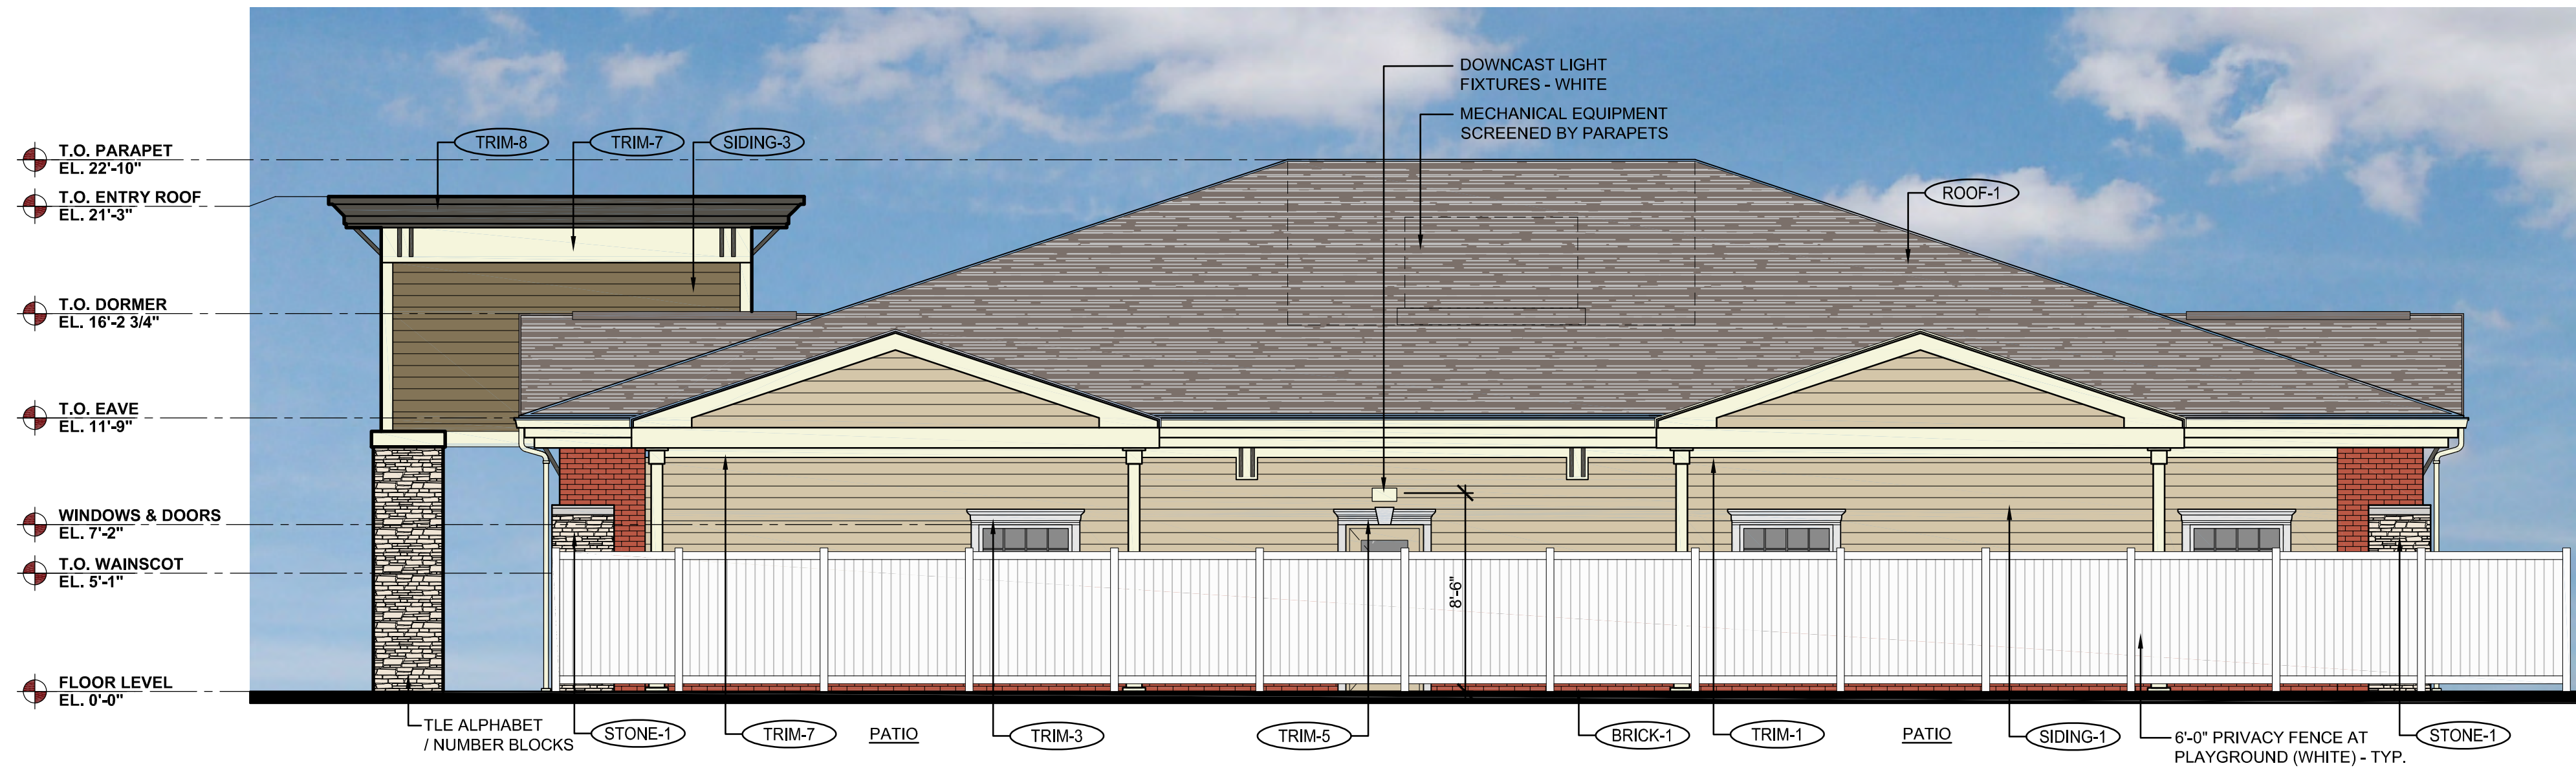 DOWNCAST LIGHT
FIXTURES - WHITE
MECHANICAL EQUIPMENT
SCREENED BY PARAPETS
TRIM-8
TRIM-7
SIDING-3
T.O. PARAPET
EL. 22'-10"
ROOF-1
T.O. ENTRY ROOF
EL. 21'-3"
T.O. DORMER
EL. 16'-2 3/4"
T.O. EAVE
EL. 11'-9"
WINDOWS & DOORS
EL. 7'-2"
T.O. WAINSCOT
EL. 5'-1"
8'-6"
FLOOR LEVEL
EL. 0'-0"
TLE ALPHABET
/ NUMBER BLOCKS
STONE-1
TRIM-7
PATIO
TRIM-3
TRIM-5
BRICK-1
TRIM-1
PATIO
SIDING-1
6'-0" PRIVACY FENCE AT
PLAYGROUND (WHITE) - TYP.
STONE-1